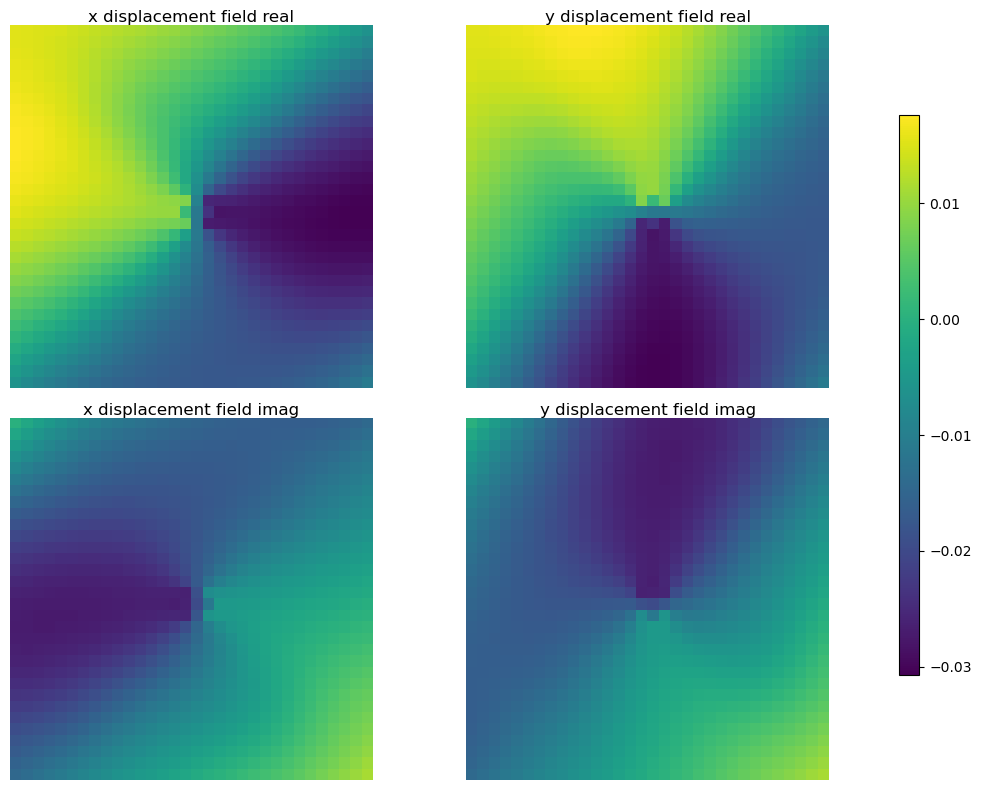 x displacement field real
y displacement field real
x displacement field imag
y displacement field imag
0.01
0.00
−0.01
−0.02
−0.03